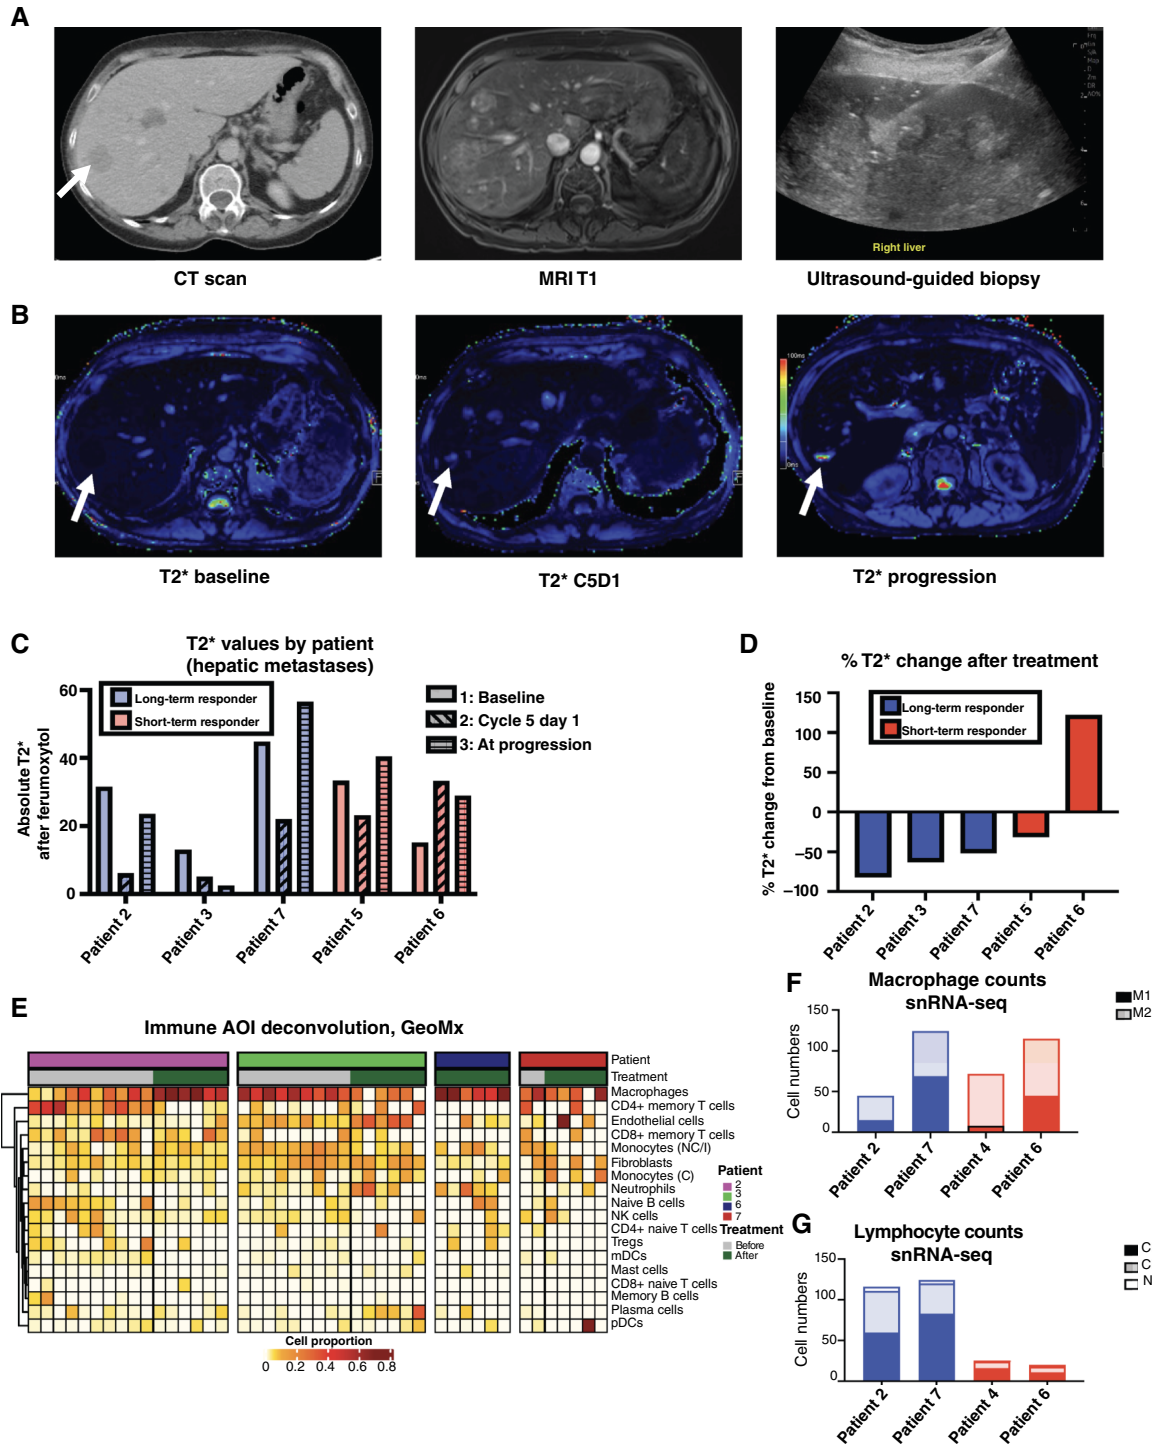 A
CT scan
MRI T1
Right liver
Ultrasound-guided biopsy
B
100ms
0ms
T2* baseline
T2* C5D1
T2* progression
C
T2* values by patient
(hepatic metastases)
Absolute T2*
after ferumoxytol
60
40
20
0
Long-term responder
Short-term responder
1: Baseline
2: Cycle 5 day 1
3: At progression
Patient 2
Patient 3
Patient 7
Patient 5
Patient 6
D
% T2* change after treatment
% T2* change from baseline
150
100
50
0
−50
−100
Long-term responder
Short-term responder
Patient 2
Patient 3
Patient 7
Patient 5
Patient 6
E
Immune AOI deconvolution, GeoMx
Patient
Treatment
Macrophages
CD4+ memory T cells
Endothelial cells
CD8+ memory T cells
Monocytes (NC/I)
Fibroblasts
Monocytes (C)
Neutrophils
Naive B cells
NK cells
CD4+ naive T cells
Tregs
mDCs
Mast cells
CD8+ naive T cells
Memory B cells
Plasma cells
pDCs
Patient
2
3
6
7
Treatment
Before
After
Cell proportion
0 0.2 0.4 0.6 0.8
F
Macrophage counts
snRNA-seq
Cell numbers
150
100
50
0
M1
M2
Patient 2
Patient 7
Patient 4
Patient 6
G
Lymphocyte counts
snRNA-seq
Cell numbers
150
100
50
0
C
C
N
Patient 2
Patient 7
Patient 4
Patient 6